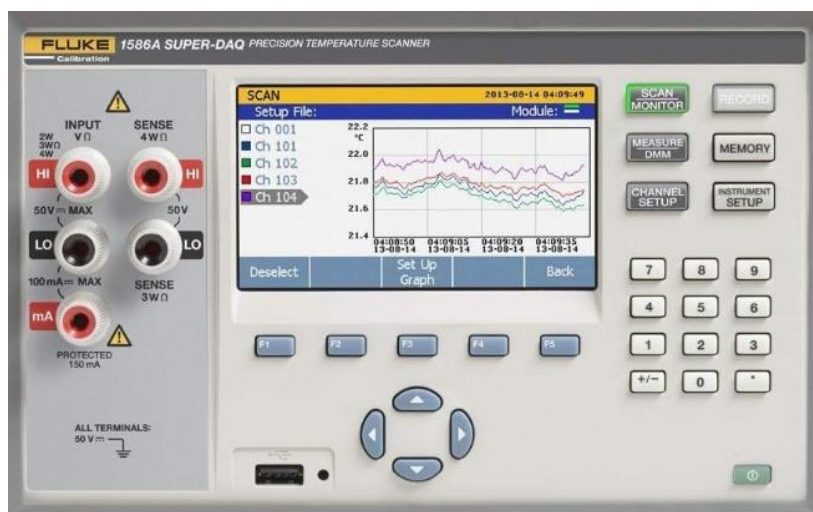 FLUKE 1586A SUPER-DAQ PRECISION TEMPERATURE SCANNER
Calibration
INPUT
VΩ
SENSE
4WΩ
2W
3WΩ
4W
HI
HI
50V⎓ MAX
50V
LO
LO
100mA⎓ MAX
SENSE
3WΩ
mA
PROTECTED
150 mA
ALL TERMINALS:
50 V⎓
SCAN 2013-08-14 04:09:49
Setup File: Module:
Ch 001
Ch 101
Ch 102
Ch 103
Ch 104
22.2
°C
22.0
21.8
21.6
21.4
04:08:50 04:09:05 04:09:20 04:09:35
13-08-14 13-08-14 13-08-14 13-08-14
Deselect Set Up Graph Back
F1 F2 F3 F4 F5
SCAN
MONITOR
RECORD
MEASURE
DMM
MEMORY
CHANNEL
SETUP
INSTRUMENT
SETUP
7 8 9
4 5 6
1 2 3
+/− 0 •